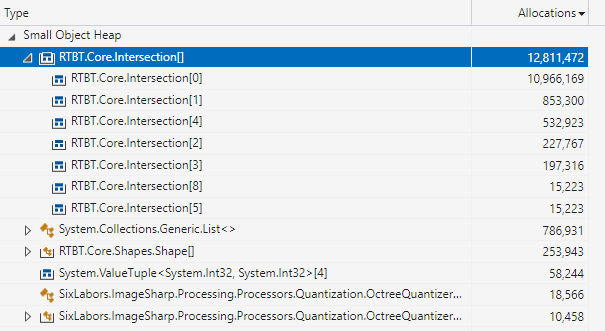 Type Allocations
Small Object Heap
RTBT.Core.Intersection[] 12,811,472
RTBT.Core.Intersection[0] 10,966,169
RTBT.Core.Intersection[1] 853,300
RTBT.Core.Intersection[4] 532,923
RTBT.Core.Intersection[2] 227,767
RTBT.Core.Intersection[3] 197,316
RTBT.Core.Intersection[8] 15,223
RTBT.Core.Intersection[5] 15,223
System.Collections.Generic.List<> 786,931
RTBT.Core.Shapes.Shape[] 253,943
System.ValueTuple<System.Int32, System.Int32>[4] 58,244
SixLabors.ImageSharp.Processing.Processors.Quantization.OctreeQuantizer... 18,566
SixLabors.ImageSharp.Processing.Processors.Quantization.OctreeQuantizer... 10,458